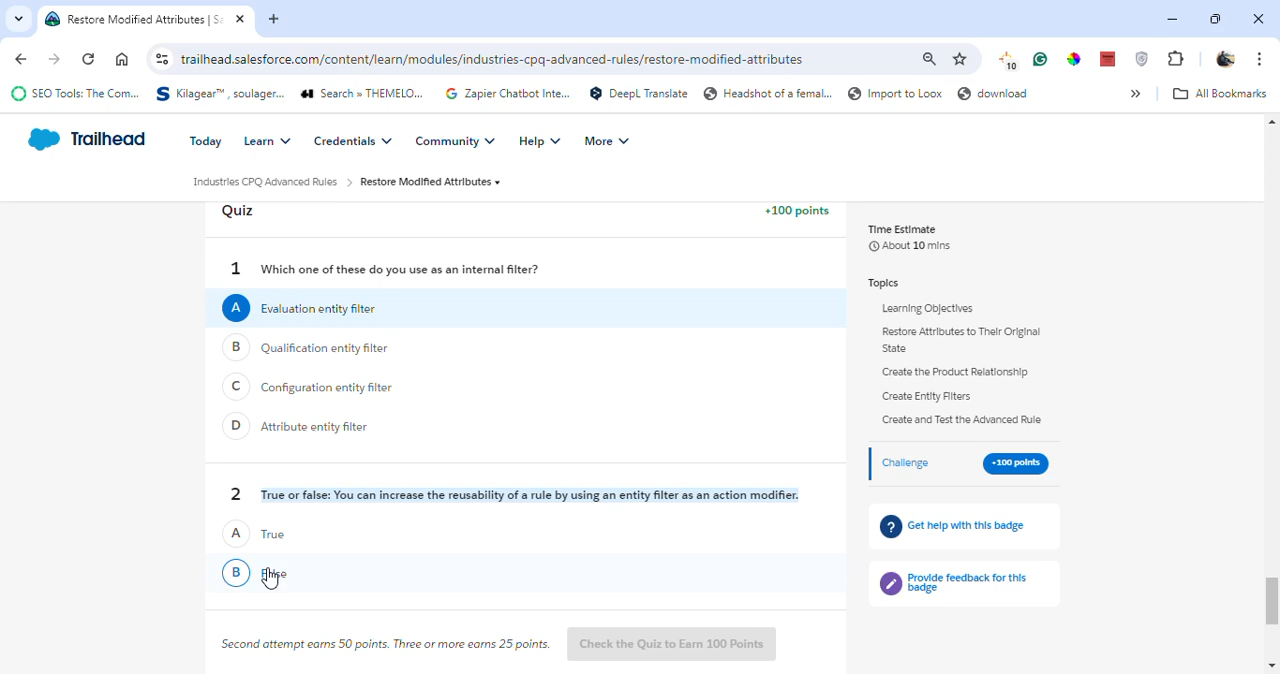 Restore Modified Attributes | Sa
trailhead.salesforce.com/content/learn/modules/industries-cpq-advanced-rules/restore-modified-attributes
10
SEO Tools: The Com...
Kilagear™ , soulager...
Search » THEMELO...
Zapier Chatbot Inte...
DeepL Translate
Headshot of a femal...
Import to Loox
download
»
All Bookmarks
Trailhead
Today
Learn
Credentials
Community
Help
More
Industries CPQ Advanced Rules
Restore Modified Attributes
Quiz
+100 points
1 Which one of these do you use as an internal filter?
A Evaluation entity filter
B Qualification entity filter
C Configuration entity filter
D Attribute entity filter
2 True or false: You can increase the reusability of a rule by using an entity filter as an action modifier.
A True
B False
Second attempt earns 50 points. Three or more earns 25 points.
Check the Quiz to Earn 100 Points
Time Estimate
About 10 mins
Topics
Learning Objectives
Restore Attributes to Their Original
State
Create the Product Relationship
Create Entity Filters
Create and Test the Advanced Rule
Challenge
+100 points
? Get help with this badge
Provide feedback for this
badge